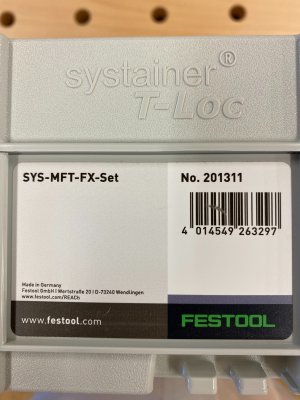 systainer®
T-Loc
SYS-MFT-FX-Set
No. 201311
4 014549 263297
Made in Germany
Festool GmbH | Wertstraße 20 | D-73240 Wendlingen
www.festool.com/REACh
www.festool.com
FESTOOL